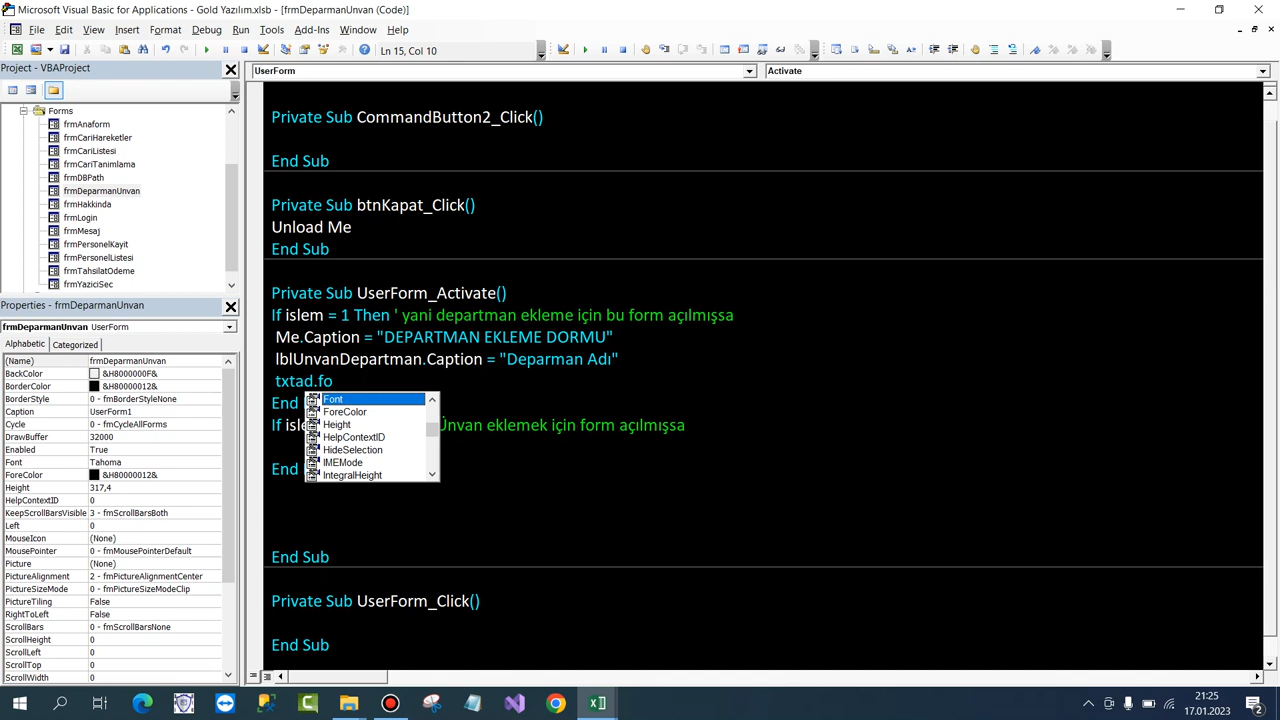 Microsoft Visual Basic for Applications - Gold Yazılım.xlsb - [frmDeparmanUnvan (Code)]
File Edit View Insert Format Debug Run Tools Add-Ins Window Help
Ln 15, Col 10
Project - VBAProject
Forms
frmAnaform
frmCariHareketler
frmCariListesi
frmCariTanimlama
frmDBPath
frmDeparmanUnvan
frmHakkinda
frmLogin
frmMesaj
frmPersonelKayit
frmPersonelListesi
frmTahsilatOdeme
frmYaziciSec
Properties - frmDeparmanUnvan
frmDeparmanUnvan UserForm
Alphabetic Categorized
(Name) frmDeparmanUnvan
BackColor &H8000000F&
BorderColor &H80000012&
BorderStyle 0 - fmBorderStyleNone
Caption UserForm1
Cycle 0 - fmCycleAllForms
DrawBuffer 32000
Enabled True
Font Tahoma
ForeColor &H80000012&
Height 317,4
HelpContextID 0
KeepScrollBarsVisible 3 - fmScrollBarsBoth
Left 0
MouseIcon (None)
MousePointer 0 - fmMousePointerDefault
Picture (None)
PictureAlignment 2 - fmPictureAlignmentCenter
PictureSizeMode 0 - fmPictureSizeModeClip
PictureTiling False
RightToLeft False
ScrollBars 0 - fmScrollBarsNone
ScrollHeight 0
ScrollLeft 0
ScrollTop 0
ScrollWidth 0
UserForm Activate
Private Sub CommandButton2_Click()
End Sub
Private Sub btnKapat_Click()
Unload Me
End Sub
Private Sub UserForm_Activate()
If islem = 1 Then ' yani departman ekleme için bu form açılmışsa
Me.Caption = "DEPARTMAN EKLEME DORMU"
lblUnvanDepartman.Caption = "Deparman Adı"
txtad.fo
End
If isle Ünvan eklemek için form açılmışsa
End
Font
ForeColor
Height
HelpContextID
HideSelection
IMEMode
IntegralHeight
End Sub
Private Sub UserForm_Click()
End Sub
21:25
17.01.2023
2